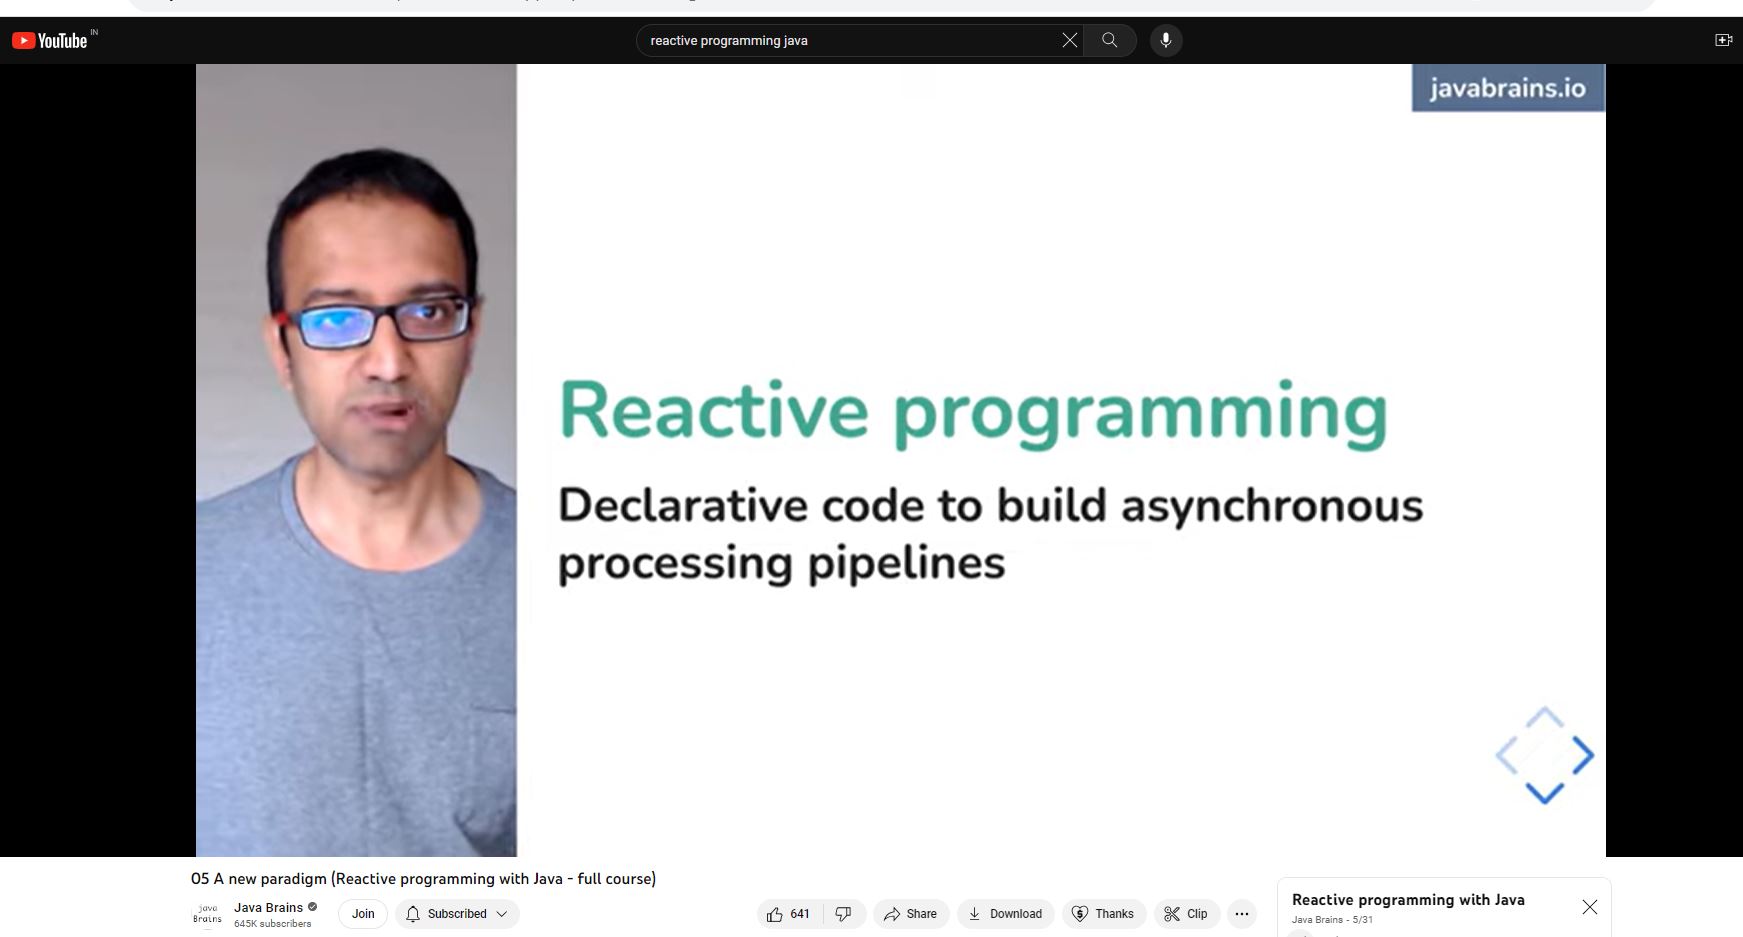 YouTube IN
reactive programming java
javabrains.io
Reactive programming
Declarative code to build asynchronous
processing pipelines
05 A new paradigm (Reactive programming with Java - full course)
java
Brains
Java Brains
645K subscribers
Join
Subscribed
641
Share
Download
Thanks
Clip
Reactive programming with Java
Java Brains - 5/31